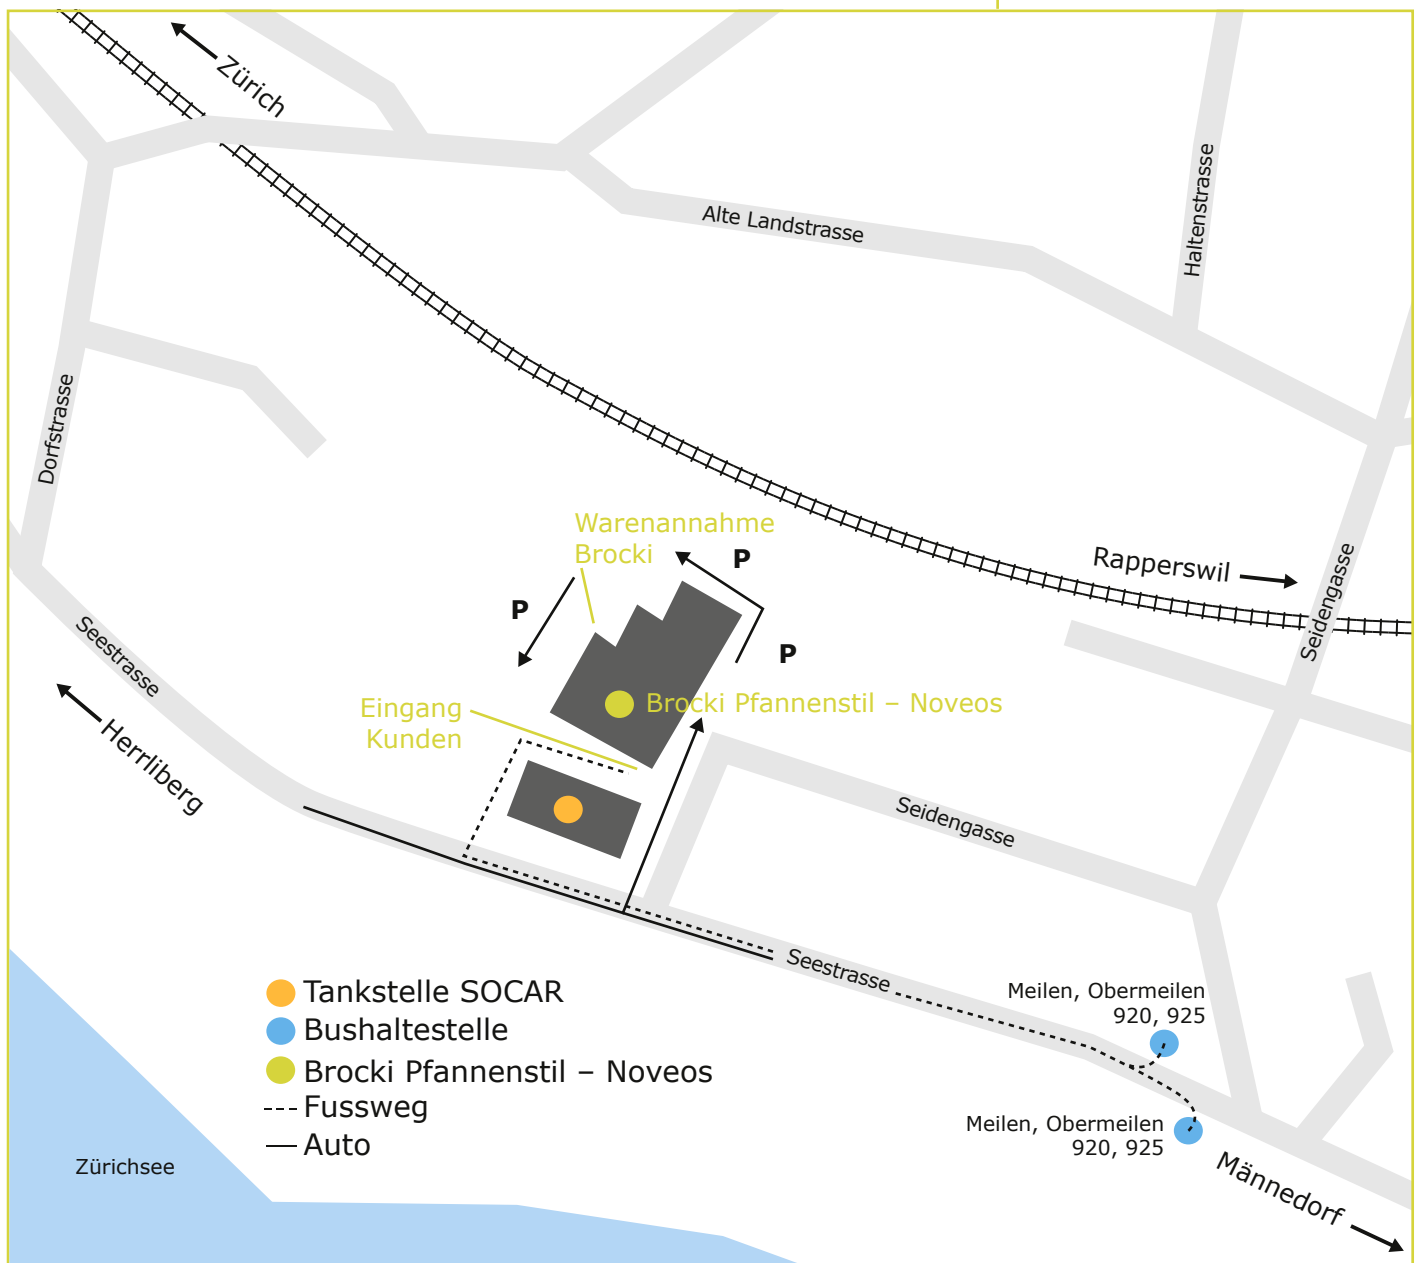 Zürich
Alte Landstrasse
Haltenstrasse
Dorfstrasse
Warenannahme
Brocki
P
P
P
Rapperswil
Seidengasse
Seestrasse
Herrliberg
Eingang
Kunden
Brocki Pfannenstil – Noveos
Seidengasse
Seestrasse
Meilen, Obermeilen
920, 925
Meilen, Obermeilen
920, 925
Männedorf
Tankstelle SOCAR
Bushaltestelle
Brocki Pfannenstil – Noveos
Fussweg
Auto
Zürichsee